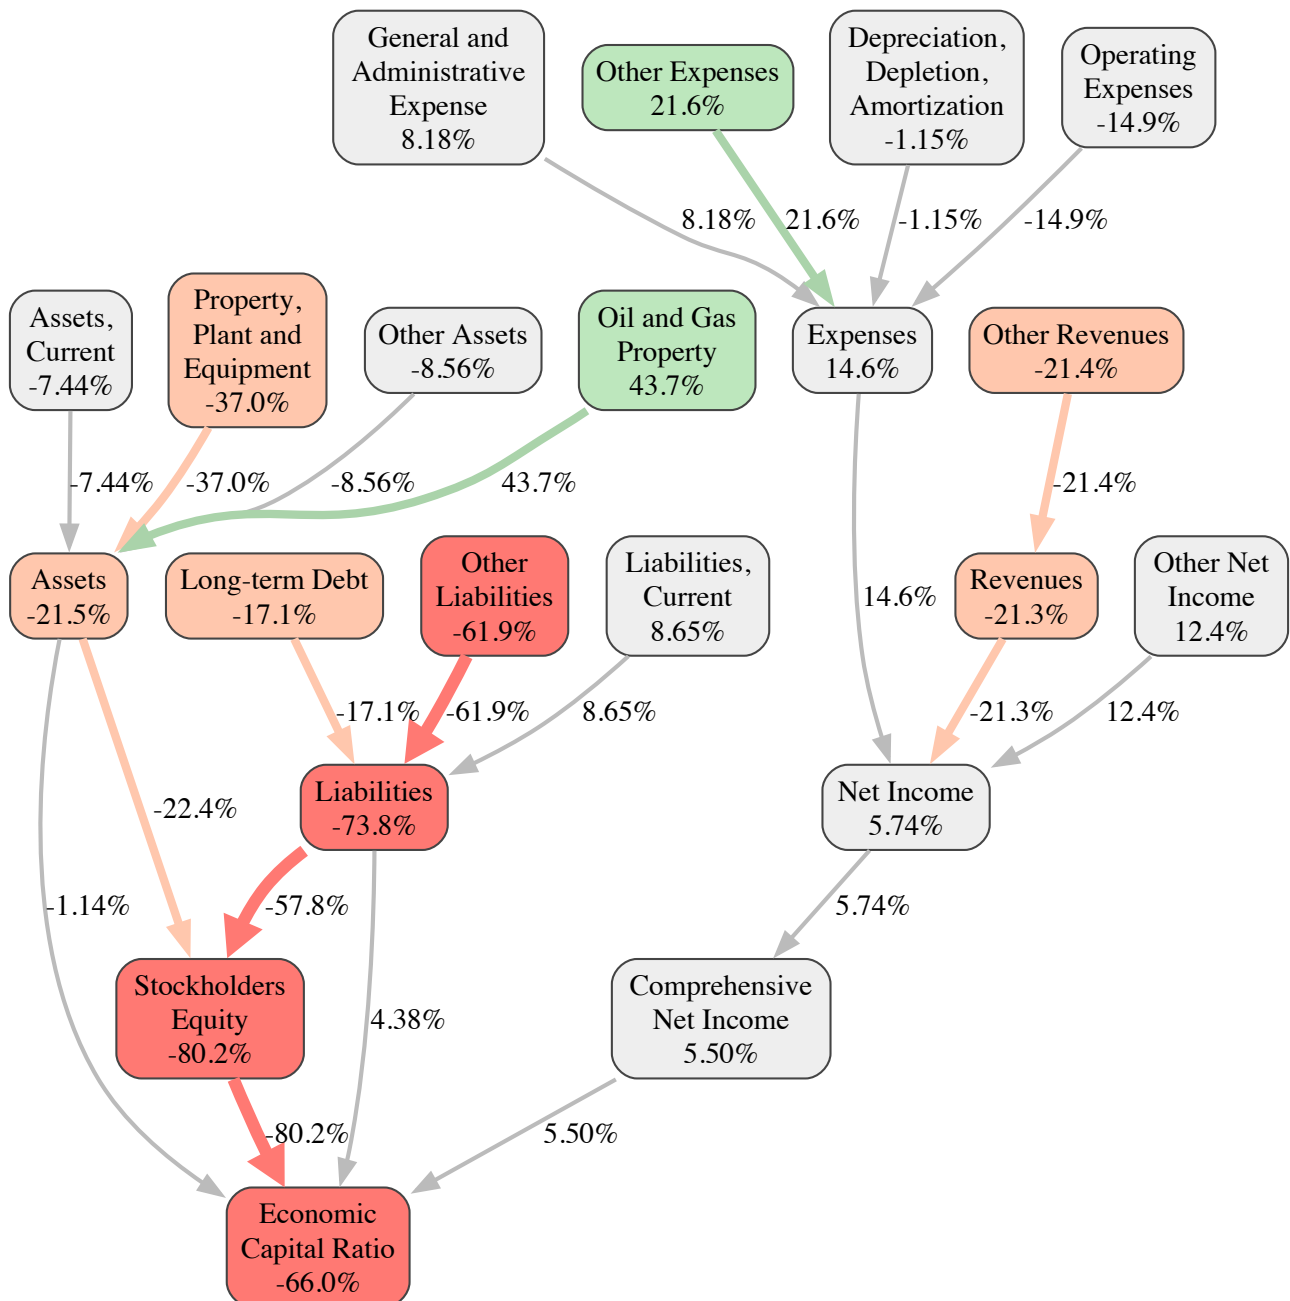 General and
Administrative
Expense
8.18%
Other Expenses
21.6%
Depreciation,
Depletion,
Amortization
-1.15%
Operating
Expenses
-14.9%
8.18%
21.6%
-1.15%
-14.9%
Assets,
Current
-7.44%
Property,
Plant and
Equipment
-37.0%
Other Assets
-8.56%
Oil and Gas
Property
43.7%
Expenses
14.6%
Other Revenues
-21.4%
-7.44%
-37.0%
-8.56%
43.7%
-21.4%
Assets
-21.5%
Long-term Debt
-17.1%
Other
Liabilities
-61.9%
Liabilities,
Current
8.65%
14.6%
Revenues
-21.3%
Other Net
Income
12.4%
-17.1%
-61.9%
8.65%
-21.3%
12.4%
-22.4%
Liabilities
-73.8%
Net Income
5.74%
-1.14%
-57.8%
5.74%
Stockholders
Equity
-80.2%
4.38%
Comprehensive
Net Income
5.50%
-80.2%
5.50%
Economic
Capital Ratio
-66.0%